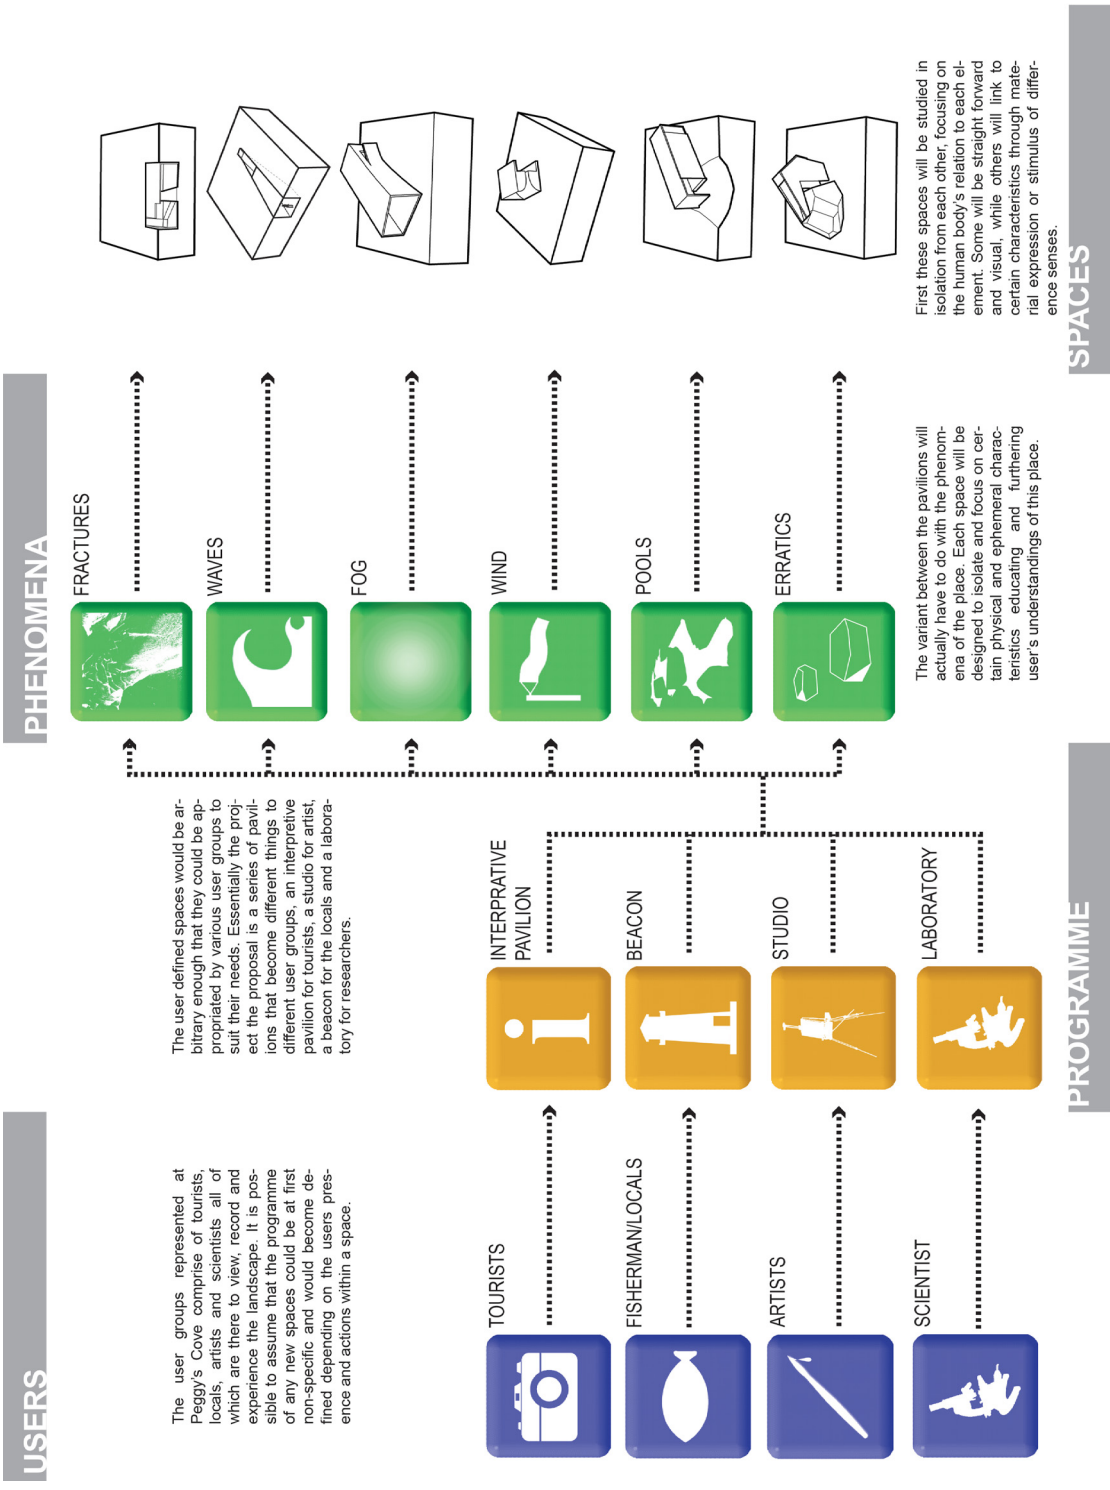 USERS
The user groups represented at
Peggy's Cove comprise of tourists,
locals, artists and scientists all of
which are there to view, record and
experience the landscape. It is pos-
sible to assume that the programme
of any new spaces could be at first
non-specific and would become de-
fined depending on the users pres-
ence and actions within a space.
TOURISTS
FISHERMAN/LOCALS
ARTISTS
SCIENTIST
PROGRAMME
The user defined spaces would be ar-
bitrary enough that they could be ap-
propriated by various user groups to
suit their needs. Essentially the proj-
ect the proposal is a series of pavil-
ions that become different things to
different user groups, an interpretive
pavilion for tourists, a studio for artist,
a beacon for the locals and a labora-
tory for researchers.
INTERPRATIVE
PAVILION
BEACON
STUDIO
LABORATORY
PHENOMENA
FRACTURES
WAVES
FOG
WIND
POOLS
ERRATICS
The variant between the pavilions will
actually have to do with the phenom-
ena of the place. Each space will be
designed to isolate and focus on cer-
tain physical and ephemeral charac-
teristics educating and furthering
user's understandings of this place.
SPACES
First these spaces will be studied in
isolation from each other, focusing on
the human body's relation to each el-
ement. Some will be straight forward
and visual, while others will link to
certain characteristics through mate-
rial expression or stimulus of differ-
ence senses.